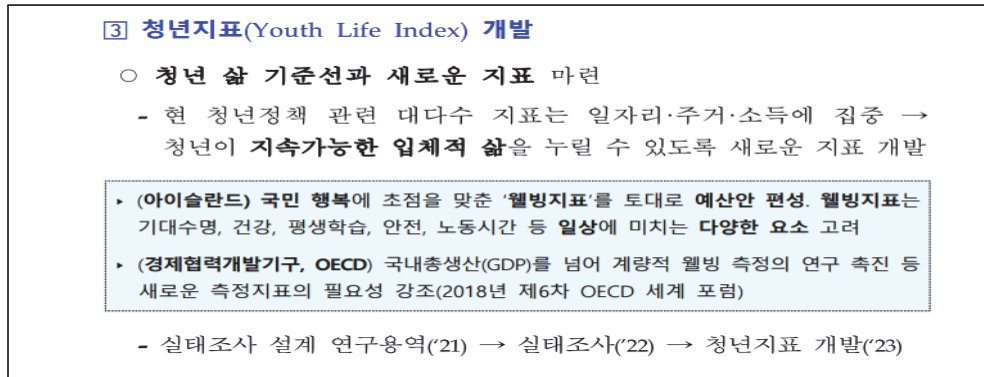 3 청년지표(Youth Life Index) 개발
○ 청년 삶 기준선과 새로운 지표 마련
- 현 청년정책 관련 대다수 지표는 일자리·주거·소득에 집중 →
청년이 지속가능한 입체적 삶을 누릴 수 있도록 새로운 지표 개발
▸ (아이슬란드) 국민 행복에 초점을 맞춘 '웰빙지표'를 토대로 예산안 편성. 웰빙지표는
기대수명, 건강, 평생학습, 안전, 노동시간 등 일상에 미치는 다양한 요소 고려
▸ (경제협력개발기구, OECD) 국내총생산(GDP)를 넘어 계량적 웰빙 측정의 연구 촉진 등
새로운 측정지표의 필요성 강조(2018년 제6차 OECD 세계 포럼)
- 실태조사 설계 연구용역('21) → 실태조사('22) → 청년지표 개발('23)